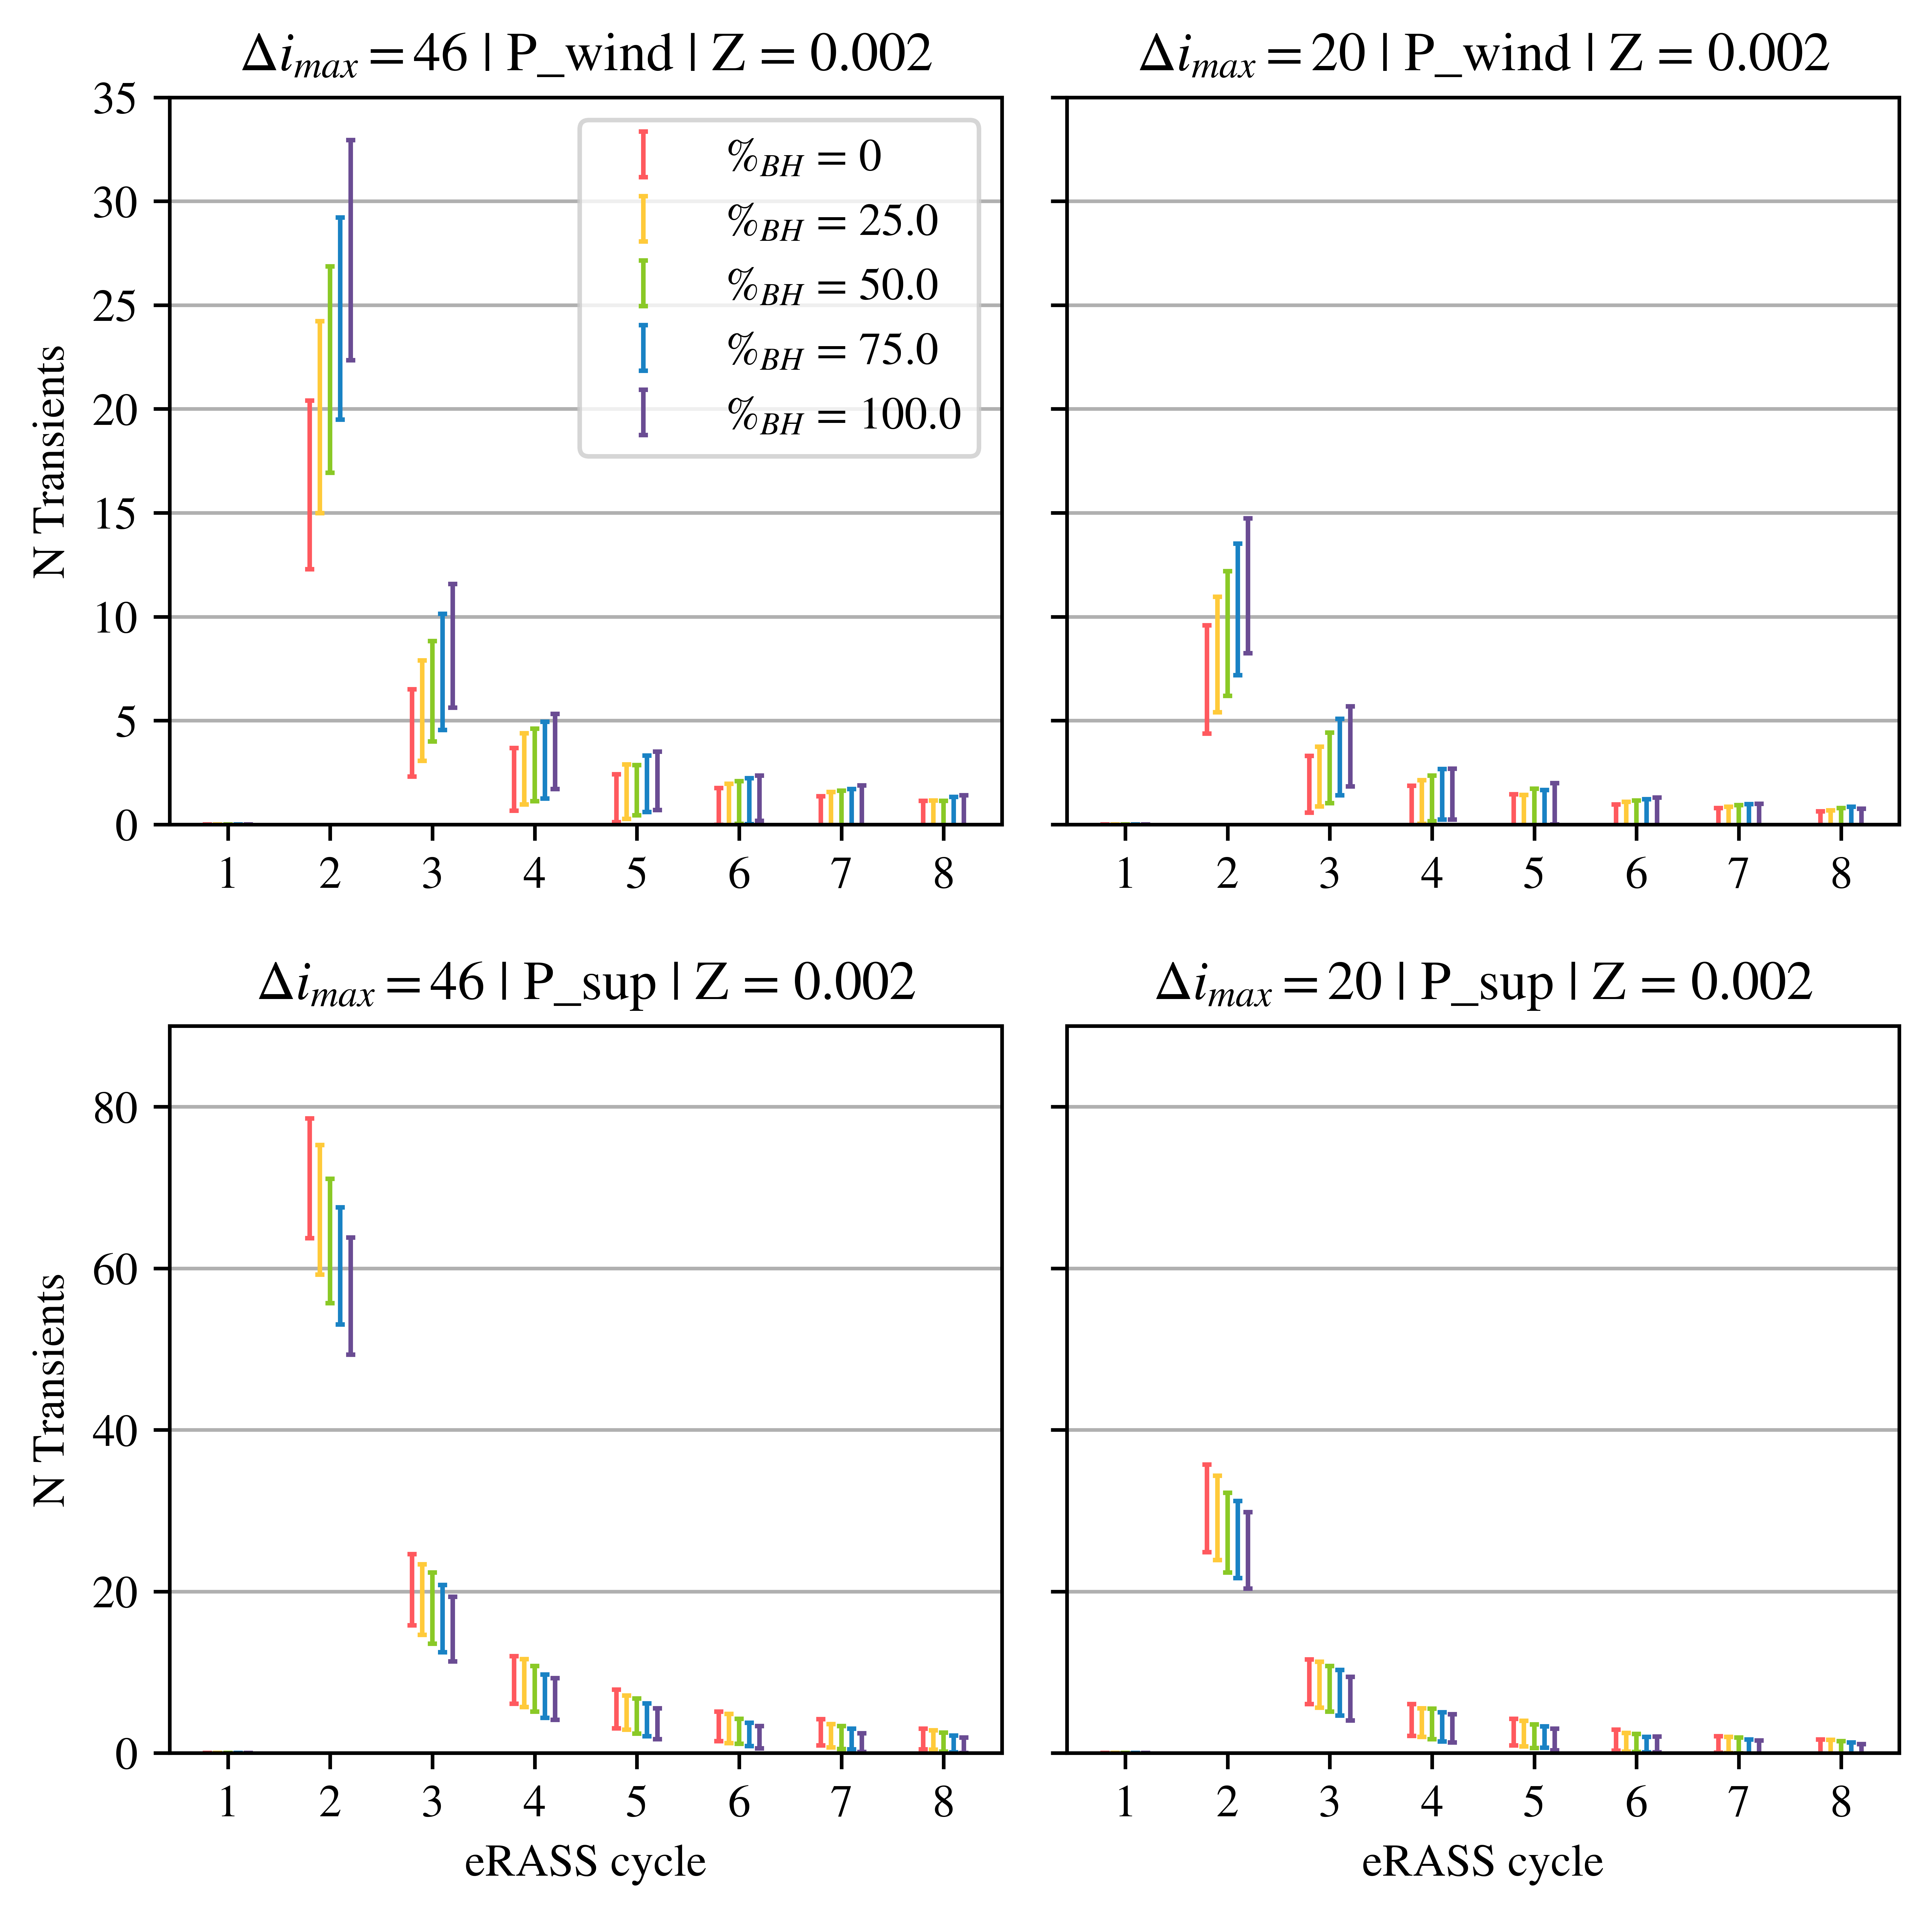 Δi_max = 46 | P_wind | Z = 0.002
Δi_max = 20 | P_wind | Z = 0.002
35
30
25
20
15
10
5
0
N Transients
%_BH = 0
%_BH = 25.0
%_BH = 50.0
%_BH = 75.0
%_BH = 100.0
1 2 3 4 5 6 7 8
1 2 3 4 5 6 7 8
Δi_max = 46 | P_sup | Z = 0.002
Δi_max = 20 | P_sup | Z = 0.002
80
60
40
20
0
N Transients
1 2 3 4 5 6 7 8
1 2 3 4 5 6 7 8
eRASS cycle
eRASS cycle